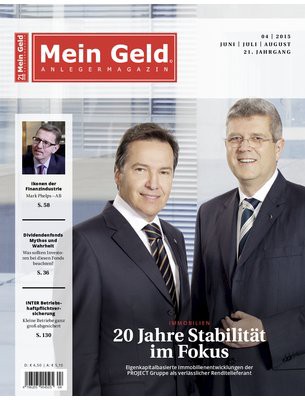 21 Mein Geld
Mein Geld
ANLEGERMAGAZIN
04 | 2015
JUNI | JULI | AUGUST
21. JAHRGANG
Ikonen der
Finanzindustrie
Mark Phelps – AB
S. 58
Dividendenfonds
Mythos und
Wahrheit
Was sollten Investo-
ren bei diesen Fonds
beachten?
S. 36
INTER Betriebs-
haftpflichtver-
sicherung
Kleine Betriebe ganz
groß abgesichert
S. 130
IMMOBILIEN
20 Jahre Stabilität
im Fokus
Eigenkapitalbasierte Immobilienentwicklungen der
PROJECT Gruppe als verlässlicher Renditelieferant